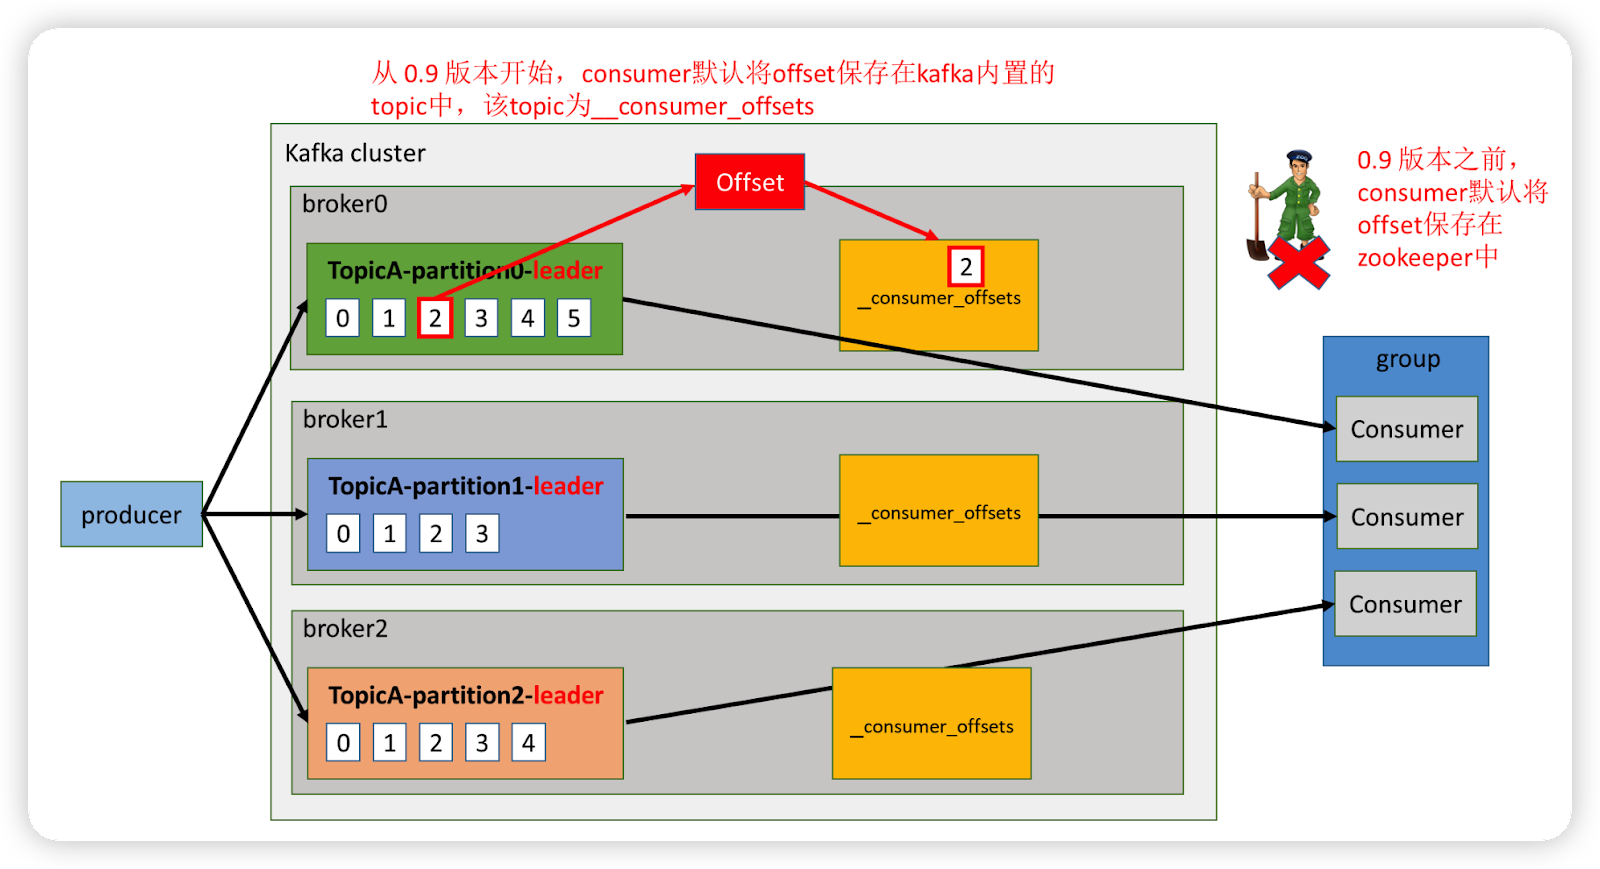 从 0.9 版本开始，consumer默认将offset保存在kafka内置的
topic中，该topic为__consumer_offsets
Kafka cluster
Offset
broker0
TopicA-partition0-leader
0 1 2 3 4 5
2
_consumer_offsets
ZOO
0.9 版本之前，
consumer默认将
offset保存在
zookeeper中
group
Consumer
Consumer
Consumer
broker1
TopicA-partition1-leader
0 1 2 3
_consumer_offsets
producer
broker2
TopicA-partition2-leader
0 1 2 3 4
_consumer_offsets